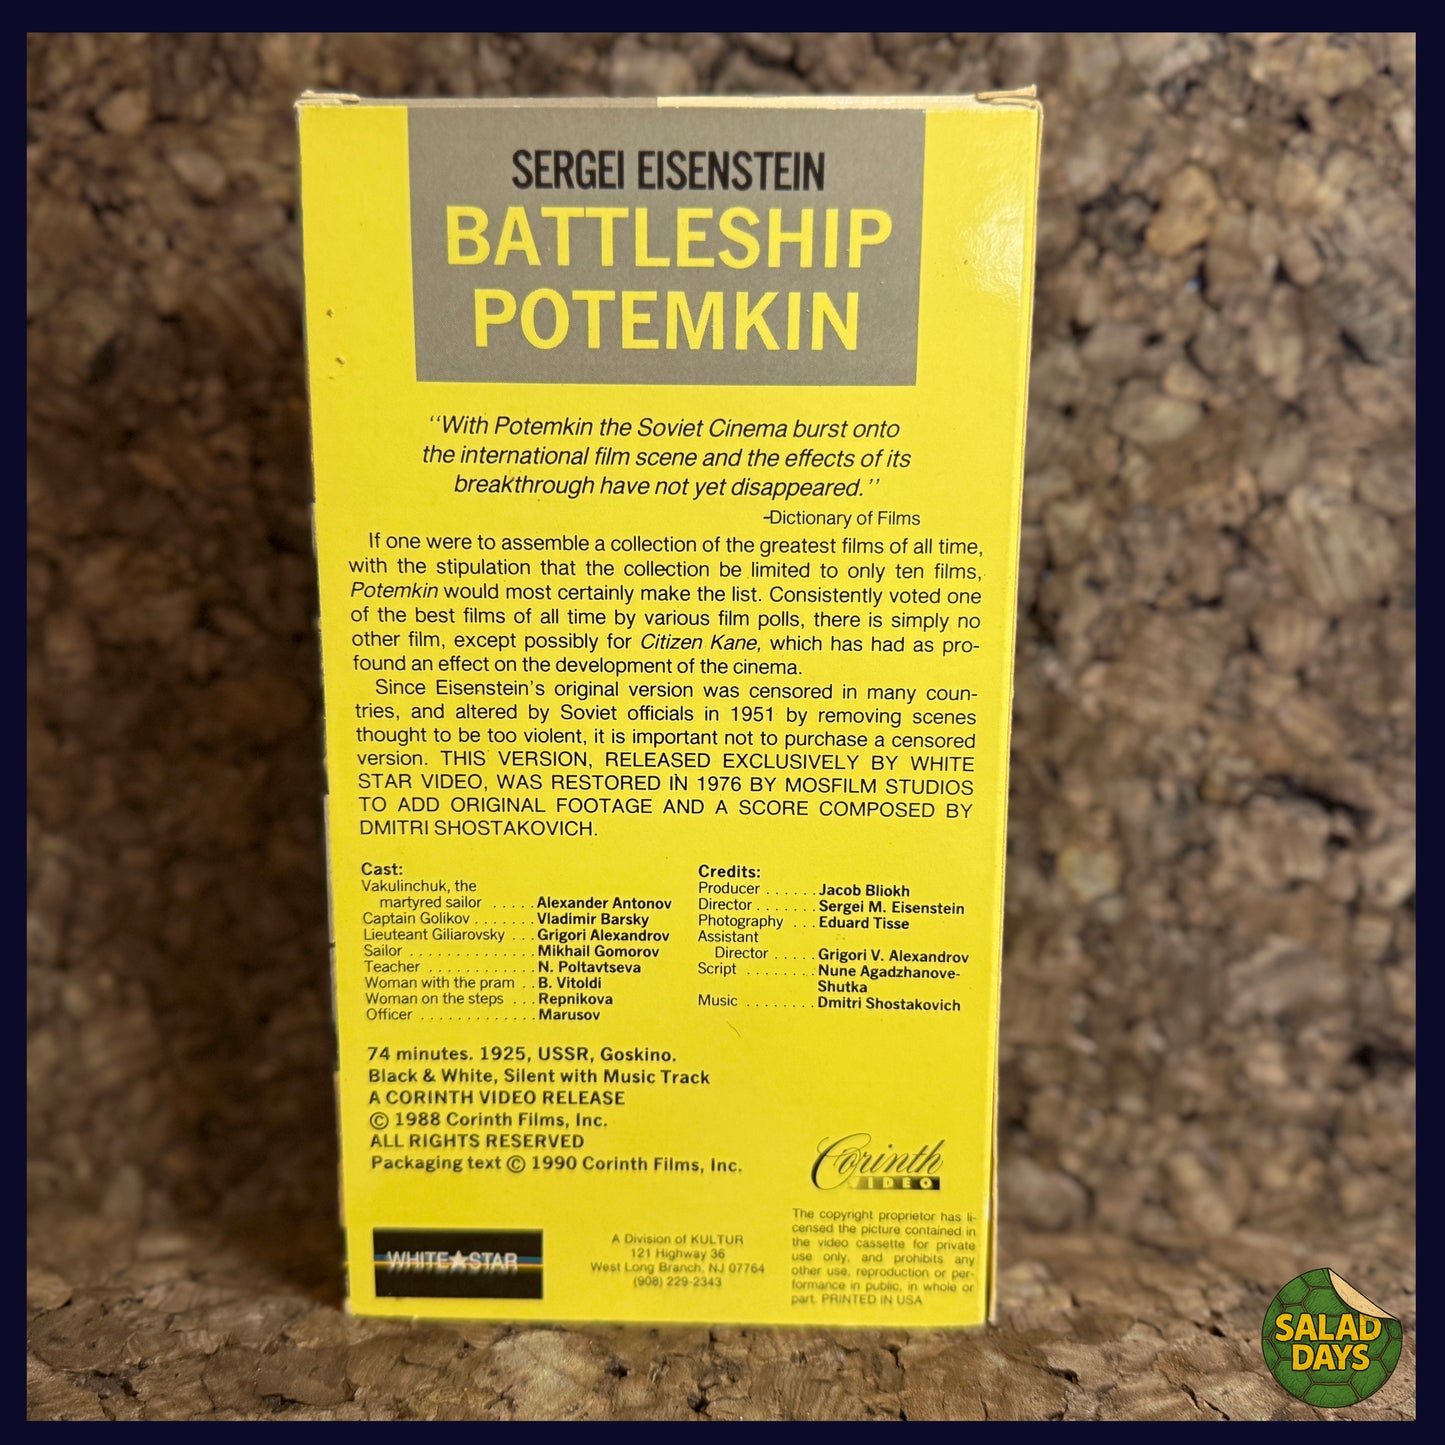 SERGEI EISENSTEIN
BATTLESHIP
POTEMKIN
''With Potemkin the Soviet Cinema burst onto
the international film scene and the effects of its
breakthrough have not yet disappeared.''
-Dictionary of Films
If one were to assemble a collection of the greatest films of all time,
with the stipulation that the collection be limited to only ten films,
Potemkin would most certainly make the list. Consistently voted one
of the best films of all time by various film polls, there is simply no
other film, except possibly for Citizen Kane, which has had as pro-
found an effect on the development of the cinema.
Since Eisenstein's original version was censored in many coun-
tries, and altered by Soviet officials in 1951 by removing scenes
thought to be too violent, it is important not to purchase a censored
version. THIS VERSION, RELEASED EXCLUSIVELY BY WHITE
STAR VIDEO, WAS RESTORED IN 1976 BY MOSFILM STUDIOS
TO ADD ORIGINAL FOOTAGE AND A SCORE COMPOSED BY
DMITRI SHOSTAKOVICH.
Cast:
Vakulinchuk, the
martyred sailor ..... Alexander Antonov
Captain Golikov ....... Vladimir Barsky
Lieuteant Giliarovsky ... Grigori Alexandrov
Sailor ............. Mikhail Gomorov
Teacher ........... N. Poltavtseva
Woman with the pram .. B. Vitoldi
Woman on the steps ... Repnikova
Officer ............ Marusov
Credits:
Producer ...... Jacob Bliokh
Director ....... Sergei M. Eisenstein
Photography ... Eduard Tisse
Assistant
Director ..... Grigori V. Alexandrov
Script ........ Nune Agadzhanove-
Shutka
Music ........ Dmitri Shostakovich
74 minutes. 1925, USSR, Goskino.
Black & White, Silent with Music Track
A CORINTH VIDEO RELEASE
© 1988 Corinth Films, Inc.
ALL RIGHTS RESERVED
Packaging text © 1990 Corinth Films, Inc.
Corinth
VIDEO
WHITE★STAR
A Division of KULTUR
121 Highway 36
West Long Branch, NJ 07764
(908) 229-2343
The copyright proprietor has li-
censed the picture contained in
the video cassette for private
use only, and prohibits any
other use, reproduction or per-
formance in public, in whole or
part. PRINTED IN USA
SALAD
DAYS